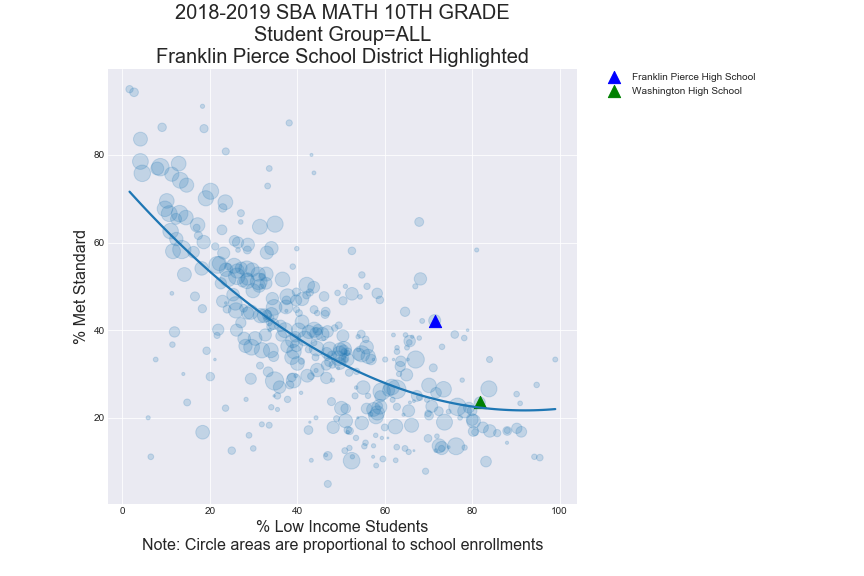 2018-2019 SBA MATH 10TH GRADE
Student Group=ALL
Franklin Pierce School District Highlighted
Franklin Pierce High School
Washington High School
% Met Standard
80
60
40
20
0 20 40 60 80 100
% Low Income Students
Note: Circle areas are proportional to school enrollments